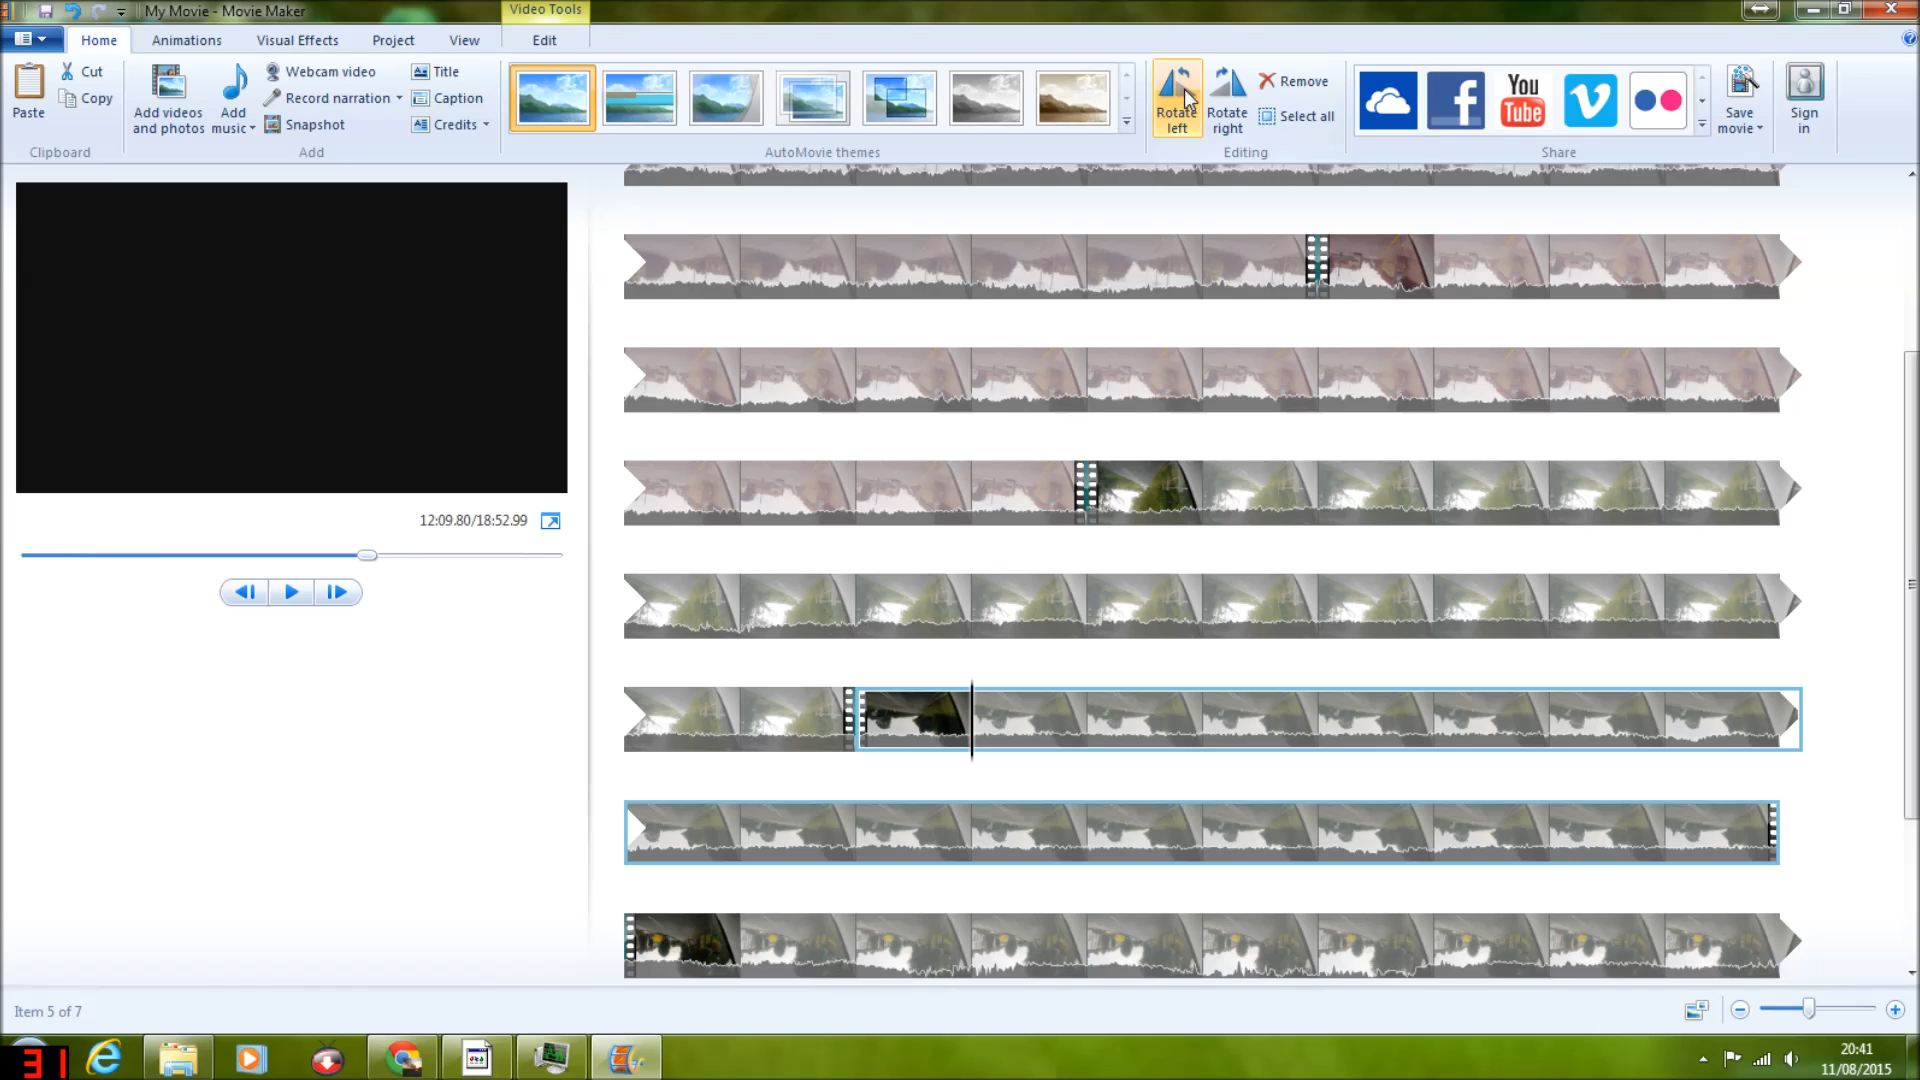 My Movie - Movie Maker
Video Tools
Home
Animations
Visual Effects
Project
View
Edit
Paste
Cut
Copy
Clipboard
Add videos
and photos
Add
music
Webcam video
Record narration
Snapshot
Title
Caption
Credits
Add
AutoMovie themes
Rotate
left
Rotate
right
Remove
Select all
Editing
You
Tube
Share
Save
movie
Sign
in
12:09.80/18:52.99
Item 5 of 7
31
20:41
11/08/2015